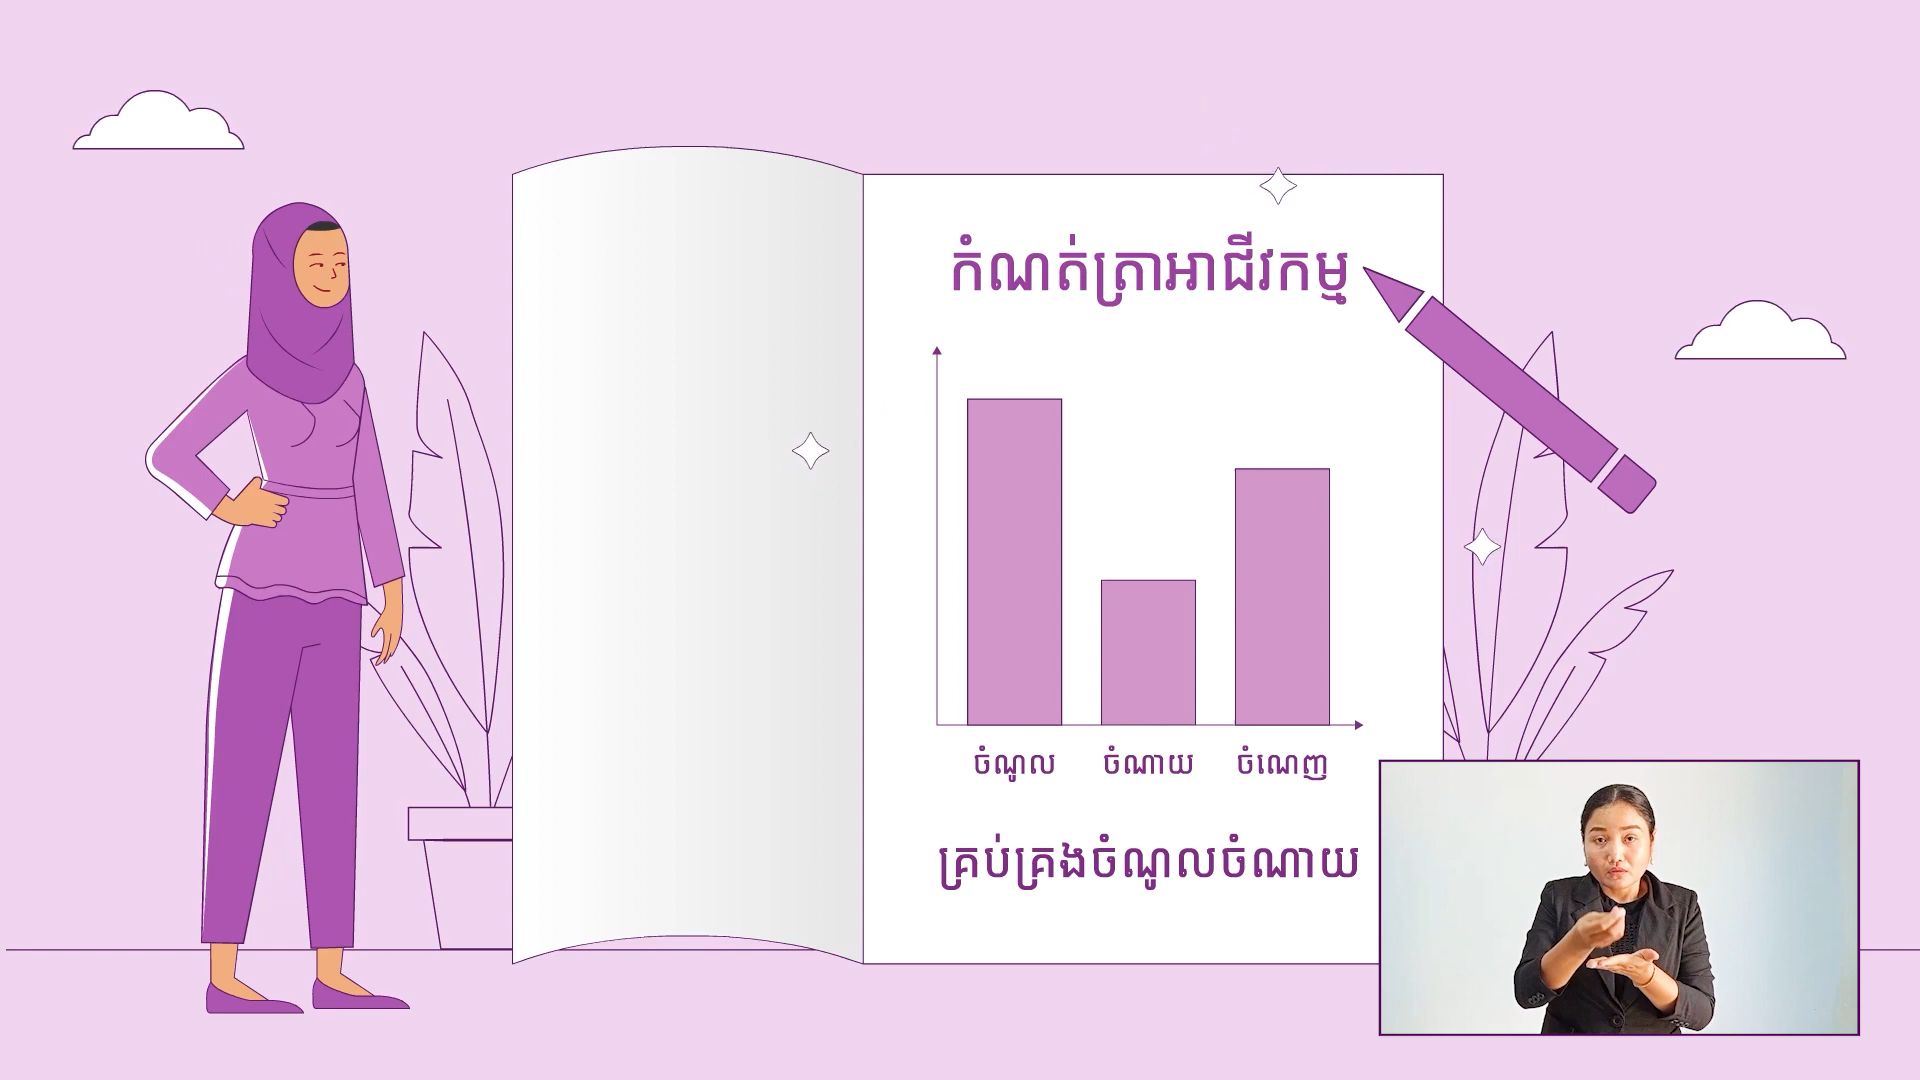 កំណត់ត្រាអាជីវកម្ម
ចំណូល ចំណាយ ចំណេញ
គ្រប់គ្រងចំណូលចំណាយ